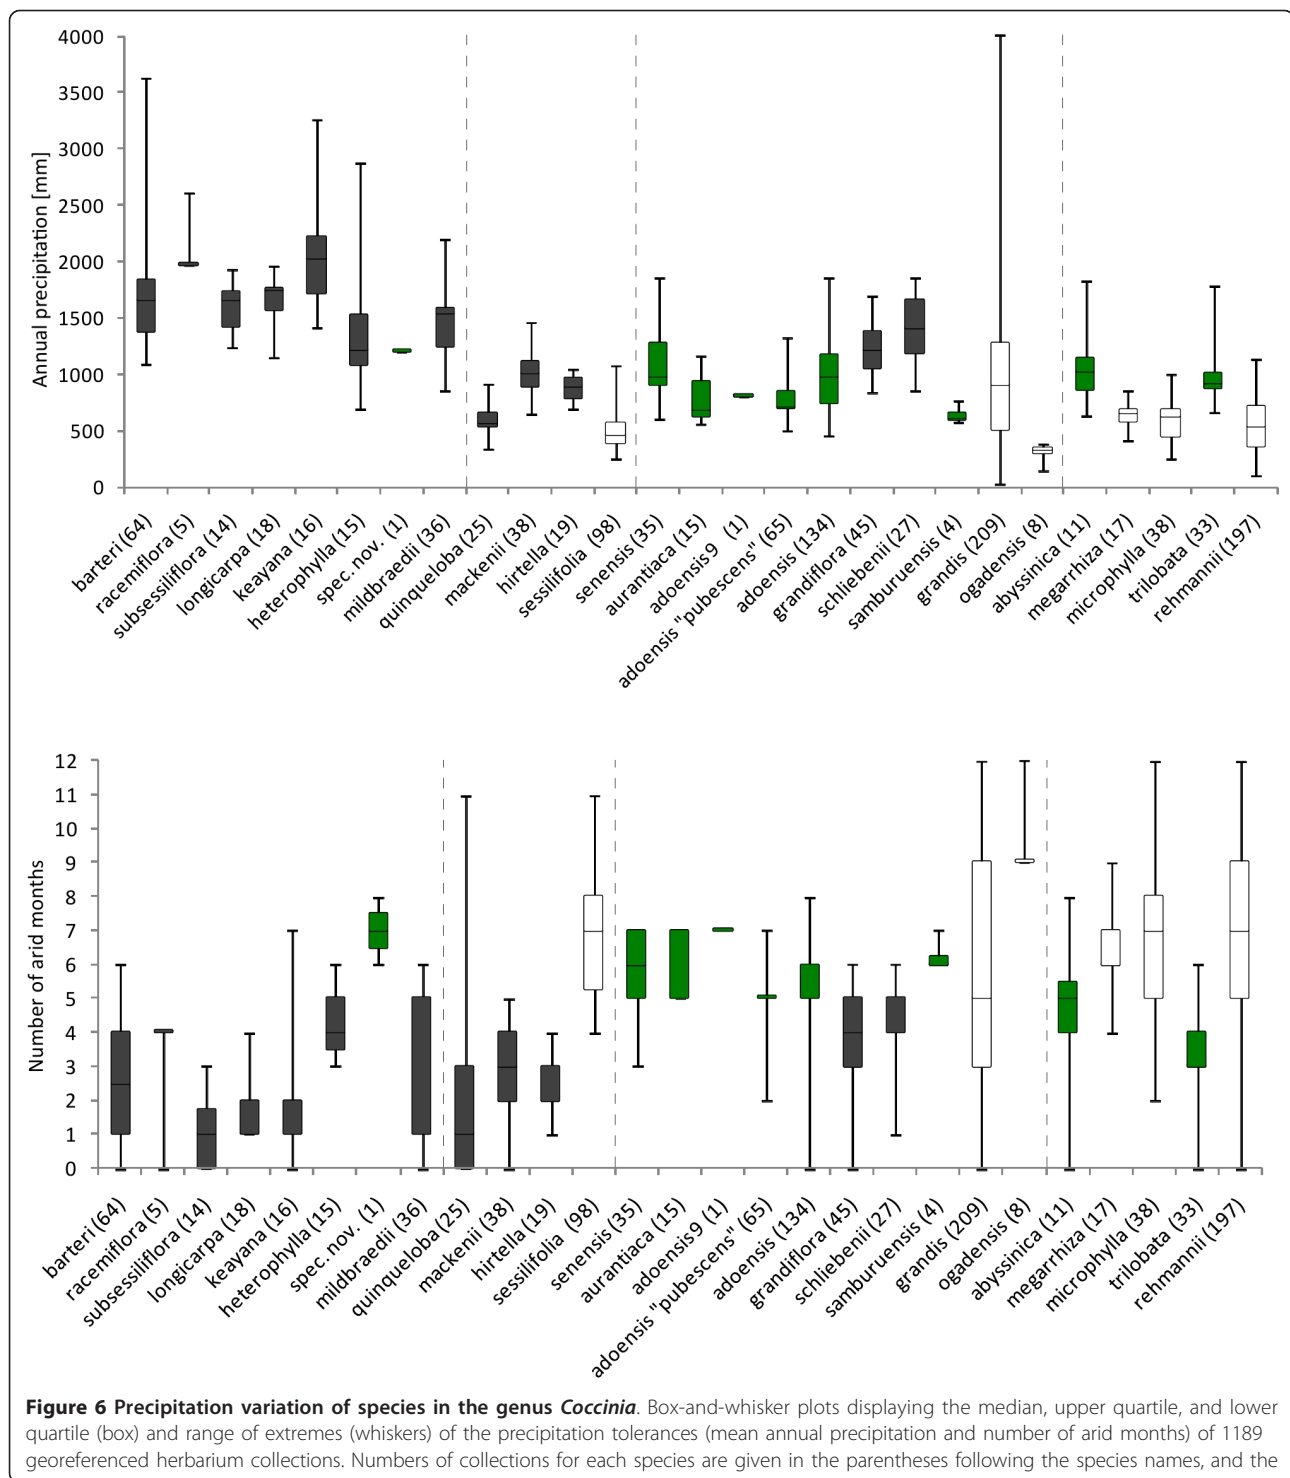 4000
3500
3000
2500
2000
1500
1000
500
0
Annual precipitation [mm]
barteri (64)
racemiflora (5)
subsessiliflora (14)
longicarpa (18)
keayana (16)
heterophylla (15)
spec. nov. (1)
mildbraedii (36)
quinqueloba (25)
mackenii (38)
hirtella (19)
sessilifolia (98)
senensis (35)
aurantiaca (15)
adoensis9 (1)
adoensis "pubescens" (65)
adoensis (134)
grandiflora (45)
schliebenii (27)
samburuensis (4)
grandis (209)
ogadensis (8)
abyssinica (11)
megarrhiza (17)
microphylla (38)
trilobata (33)
rehmannii (197)
12
11
10
9
8
7
6
5
4
3
2
1
0
Number of arid months
barteri (64)
racemiflora (5)
subsessiliflora (14)
longicarpa (18)
keayana (16)
heterophylla (15)
spec. nov. (1)
mildbraedii (36)
quinqueloba (25)
mackenii (38)
hirtella (19)
sessilifolia (98)
senensis (35)
aurantiaca (15)
adoensis9 (1)
adoensis "pubescens" (65)
adoensis (134)
grandiflora (45)
schliebenii (27)
samburuensis (4)
grandis (209)
ogadensis (8)
abyssinica (11)
megarrhiza (17)
microphylla (38)
trilobata (33)
rehmannii (197)
Figure 6 Precipitation variation of species in the genus Coccinia. Box-and-whisker plots displaying the median, upper quartile, and lower
quartile (box) and range of extremes (whiskers) of the precipitation tolerances (mean annual precipitation and number of arid months) of 1189
georeferenced herbarium collections. Numbers of collections for each species are given in the parentheses following the species names, and the